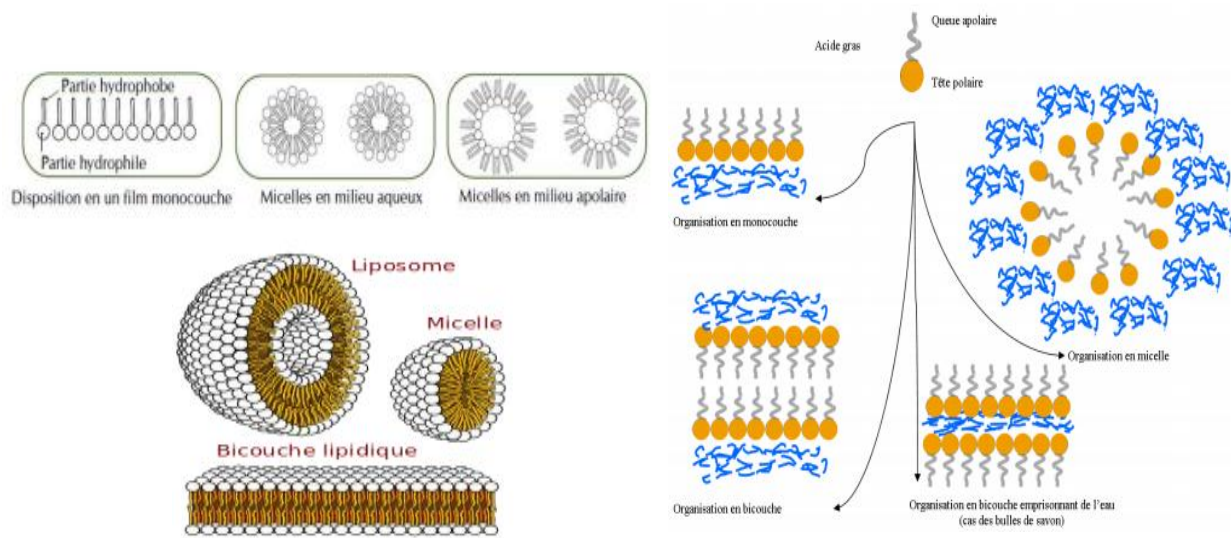 Partie hydrophobe
Partie hydrophile
Disposition en un film monocouche
Micelles en milieu aqueux
Micelles en milieu apolaire
Liposome
Micelle
Bicouche lipidique
Queue apolaire
Acide gras
Tête polaire
Organisation en monocouche
Organisation en micelle
Organisation en bicouche
Organisation en bicouche emprisonnant de l'eau
(cas des bulles de savon)